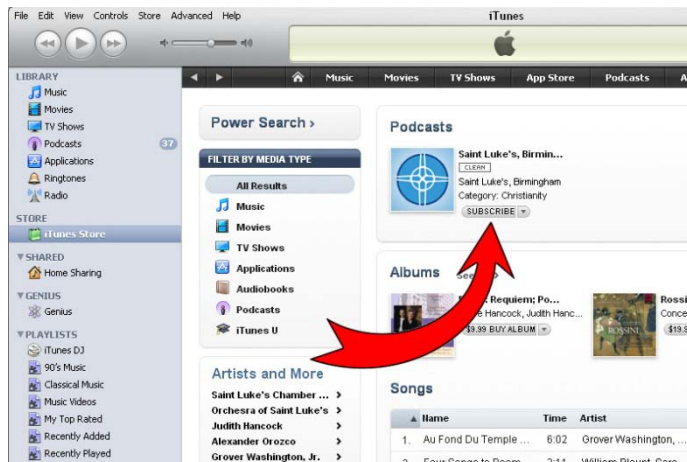 File Edit View Controls Store Advanced Help
iTunes
LIBRARY
Music
Movies
TV Shows
Podcasts 37
Applications
Ringtones
Radio
STORE
iTunes Store
SHARED
Home Sharing
GENIUS
Genius
PLAYLISTS
iTunes DJ
90's Music
Classical Music
Music Videos
My Top Rated
Recently Added
Recently Played
Music Movies TV Shows App Store Podcasts A
Power Search >
FILTER BY MEDIA TYPE
All Results
Music
Movies
TV Shows
Applications
Audiobooks
Podcasts
iTunes U
Artists and More
Saint Luke's Chamber ... >
Orchesra of Saint Luke's >
Judith Hancock >
Alexander Orozco >
Grover Washington, Jr. >
Podcasts
Saint Luke's, Birmin...
CLEAN
Saint Luke's, Birmingham
Category: Christianity
SUBSCRIBE
Albums
Requiem; Po...
Hancock, Judith Hanc...
$9.99 BUY ALBUM
ROSSINI
Rossi
Conce
$19.9
Songs
Name Time Artist
1. Au Fond Du Temple ... 6:02 Grover Washington, ...